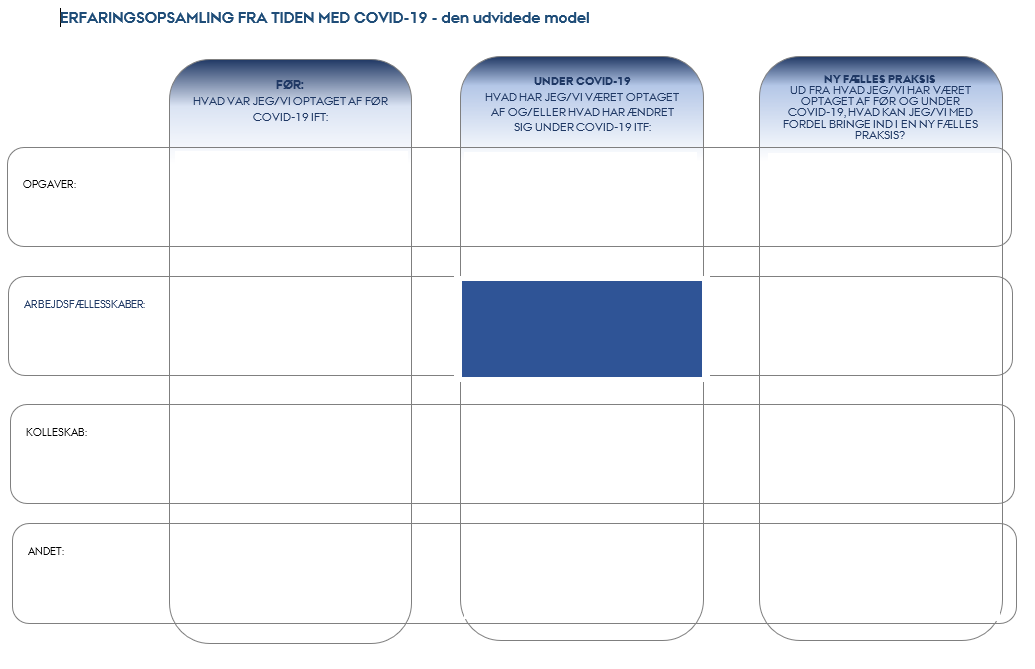 ERFARINGSOPSAMLING FRA TIDEN MED COVID-19 - den udvidede model
FØR:
HVAD VAR JEG/VI OPTAGET AF FØR
COVID-19 IFT:
UNDER COVID-19
HVAD HAR JEG/VI VÆRET OPTAGET
AF OG/ELLER HVAD HAR ÆNDRET
SIG UNDER COVID-19 ITF:
NY FÆLLES PRAKSIS
UD FRA HVAD JEG/VI HAR VÆRET
OPTAGET AF FØR OG UNDER
COVID-19, HVAD KAN JEG/VI MED
FORDEL BRINGE IND I EN NY FÆLLES
PRAKSIS?
OPGAVER:
ARBEJDSFÆLLESSKABER:
KOLLESKAB:
ANDET: